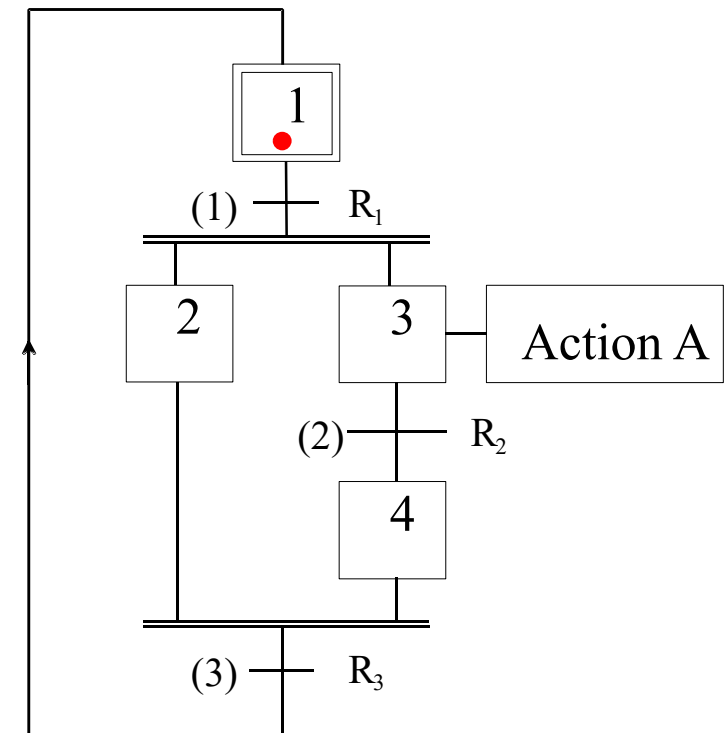 1
(1) R₁
2 3 Action A
(2) R₂
4
(3) R₃